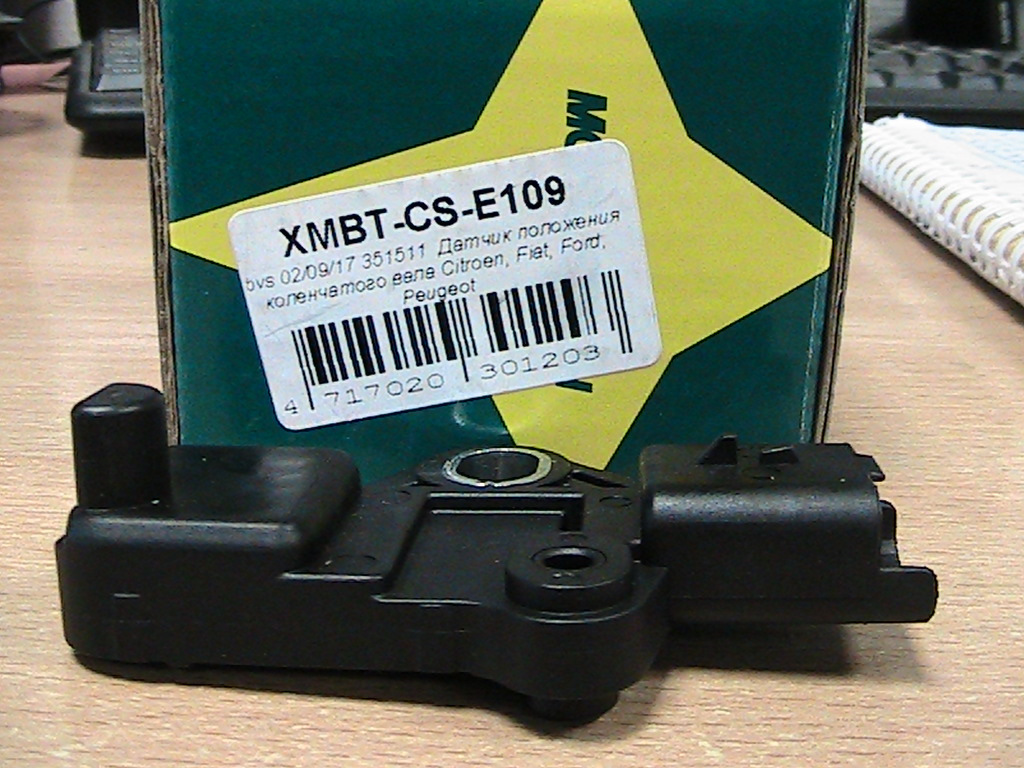 XMBT-CS-E109
bvs 02/09/17 351511 Датчик положения
коленчатого вала Citroen, Fiat, Ford,
Peugeot
4 717020 301203